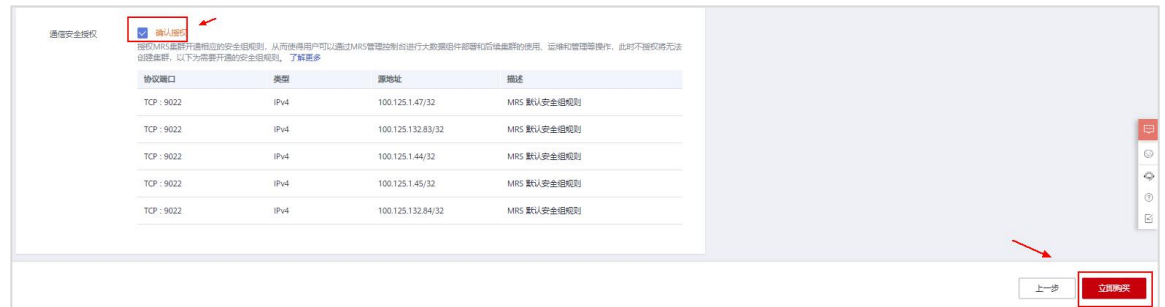 通信安全授权
确认授权
授权MRS集群开通相应的安全组规则，从而使得用户可以通过MRS管理控制台进行大数据组件部署和后续集群的使用、运维和管理等操作，此时不授权将无法
创建集群，以下为需要开通的安全组规则。 了解更多
协议端口 类型 源地址 描述
TCP : 9022 IPv4 100.125.1.47/32 MRS 默认安全组规则
TCP : 9022 IPv4 100.125.132.83/32 MRS 默认安全组规则
TCP : 9022 IPv4 100.125.1.44/32 MRS 默认安全组规则
TCP : 9022 IPv4 100.125.1.45/32 MRS 默认安全组规则
TCP : 9022 IPv4 100.125.132.84/32 MRS 默认安全组规则
上一步 立即购买